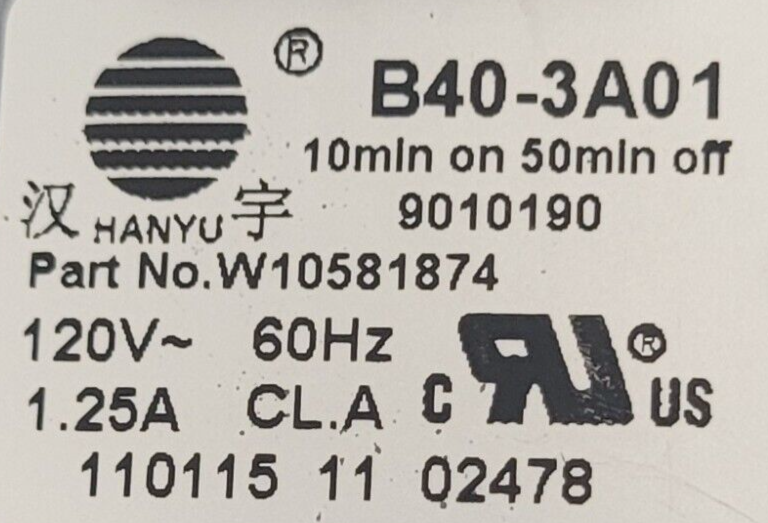 ®
B40-3A01
10min on 50min off
汉 HANYU 宇
9010190
Part No.W10581874
120V~ 60Hz
1.25A CL.A
C RU ® US
110115 11 02478